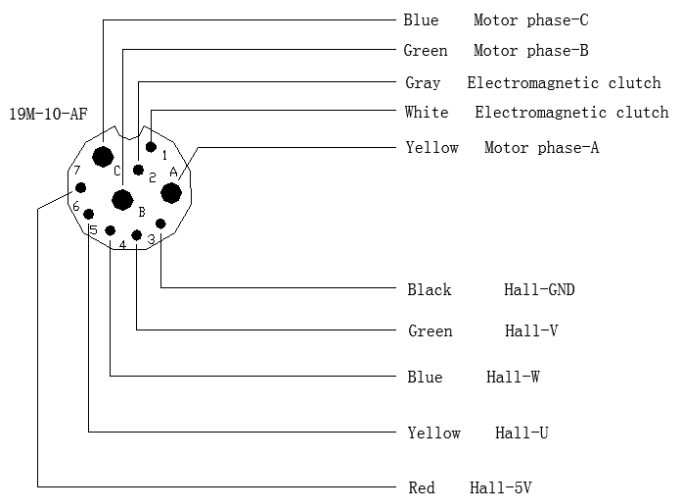 Blue Motor phase-C
Green Motor phase-B
Gray Electromagnetic clutch
19M-10-AF
White Electromagnetic clutch
Yellow Motor phase-A
1
7 C 2 A
6 B
5 4 3
Black Hall-GND
Green Hall-V
Blue Hall-W
Yellow Hall-U
Red Hall-5V